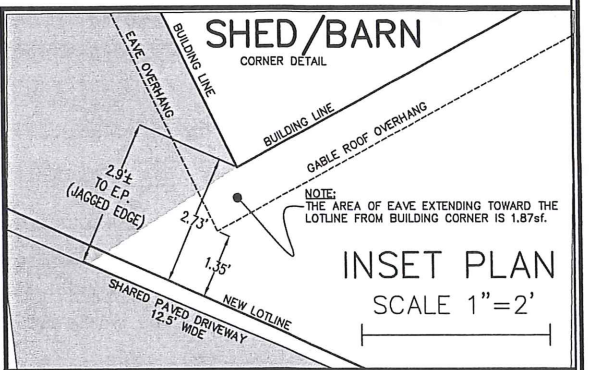 SHED/BARN
CORNER DETAIL
BUILDING LINE
EAVE OVERHANG
BUILDING LINE
GABLE ROOF OVERHANG
2.9'±
TO E.P.
(JAGGED EDGE)
2.73'
1.35'
NOTE:
THE AREA OF EAVE EXTENDING TOWARD THE
LOTLINE FROM BUILDING CORNER IS 1.87sf.
NEW LOTLINE
SHARED PAVED DRIVEWAY
12.5' WIDE
INSET PLAN
SCALE 1"=2'